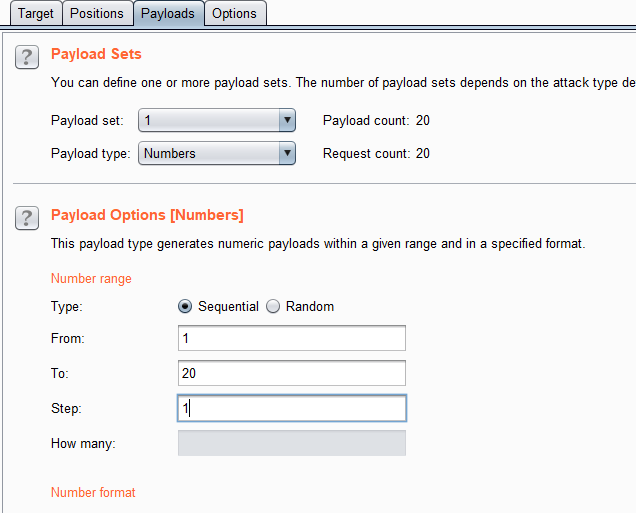 Target Positions Payloads Options
? Payload Sets
You can define one or more payload sets. The number of payload sets depends on the attack type de
Payload set: 1 Payload count: 20
Payload type: Numbers Request count: 20
? Payload Options [Numbers]
This payload type generates numeric payloads within a given range and in a specified format.
Number range
Type: Sequential Random
From: 1
To: 20
Step: 1
How many:
Number format